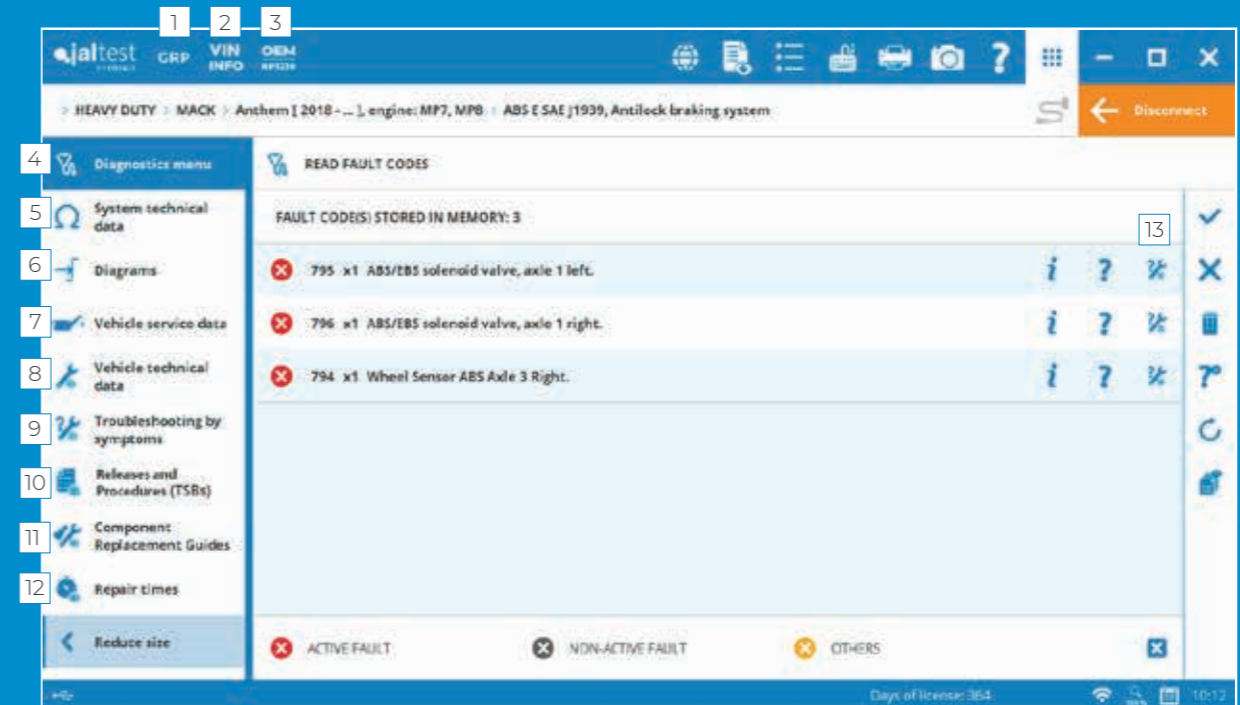 1 2 3
jaltest GRP VIN INFO OEM
> HEAVY DUTY > MACK > Anthem [ 2018 - ... ], engine: MP7, MP8 > ABS E SAE J1939, Antilock braking system
Disconnect
4 Diagnostics menu
READ FAULT CODES
5 System technical
data
FAULT CODE(S) STORED IN MEMORY: 3
13
6 Diagrams
795 x1 ABS/EBS solenoid valve, axle 1 left.
i ?
7 Vehicle service data
796 x1 ABS/EBS solenoid valve, axle 1 right.
i ?
8 Vehicle technical
data
794 x1 Wheel Sensor ABS Axle 3 Right.
i ?
9 Troubleshooting by
symptoms
10 Releases and
Procedures (TSBs)
11 Component
Replacement Guides
12 Repair times
Reduce size
ACTIVE FAULT
NON-ACTIVE FAULT
OTHERS
Days of license: 364
10:12